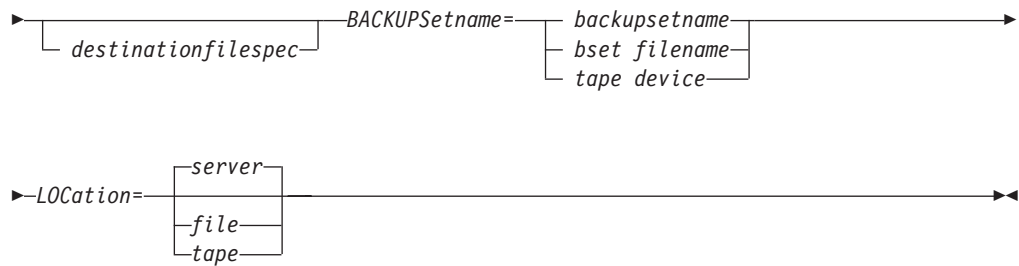 BACKUPSetname= backupsetname
destinationfilespec
bset filename
tape device
server
LOCation=
file
tape